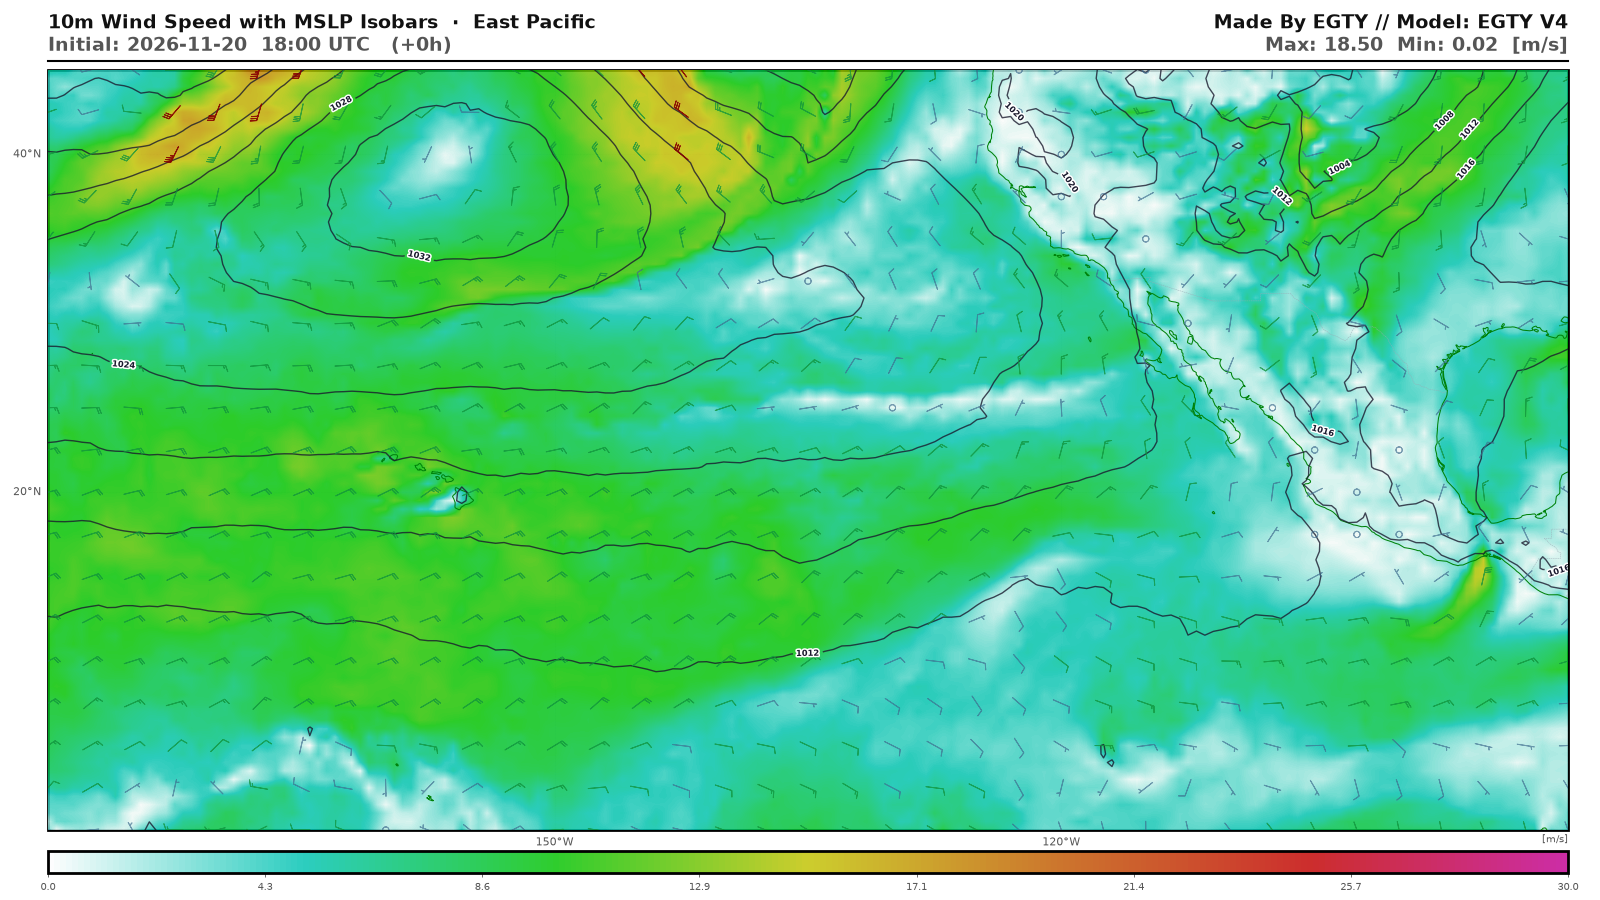 10m Wind Speed with MSLP Isobars · East Pacific
Made By EGTY // Model: EGTY V4
Initial: 2026-11-20 18:00 UTC (+0h)
Max: 18.50 Min: 0.02 [m/s]
1028
1020
1008
1012
40°N
1004
1016
1020
1012
1032
1024
1016
20°N
1016
1012
150°W
120°W
[m/s]
0.0
4.3
8.6
12.9
17.1
21.4
25.7
30.0